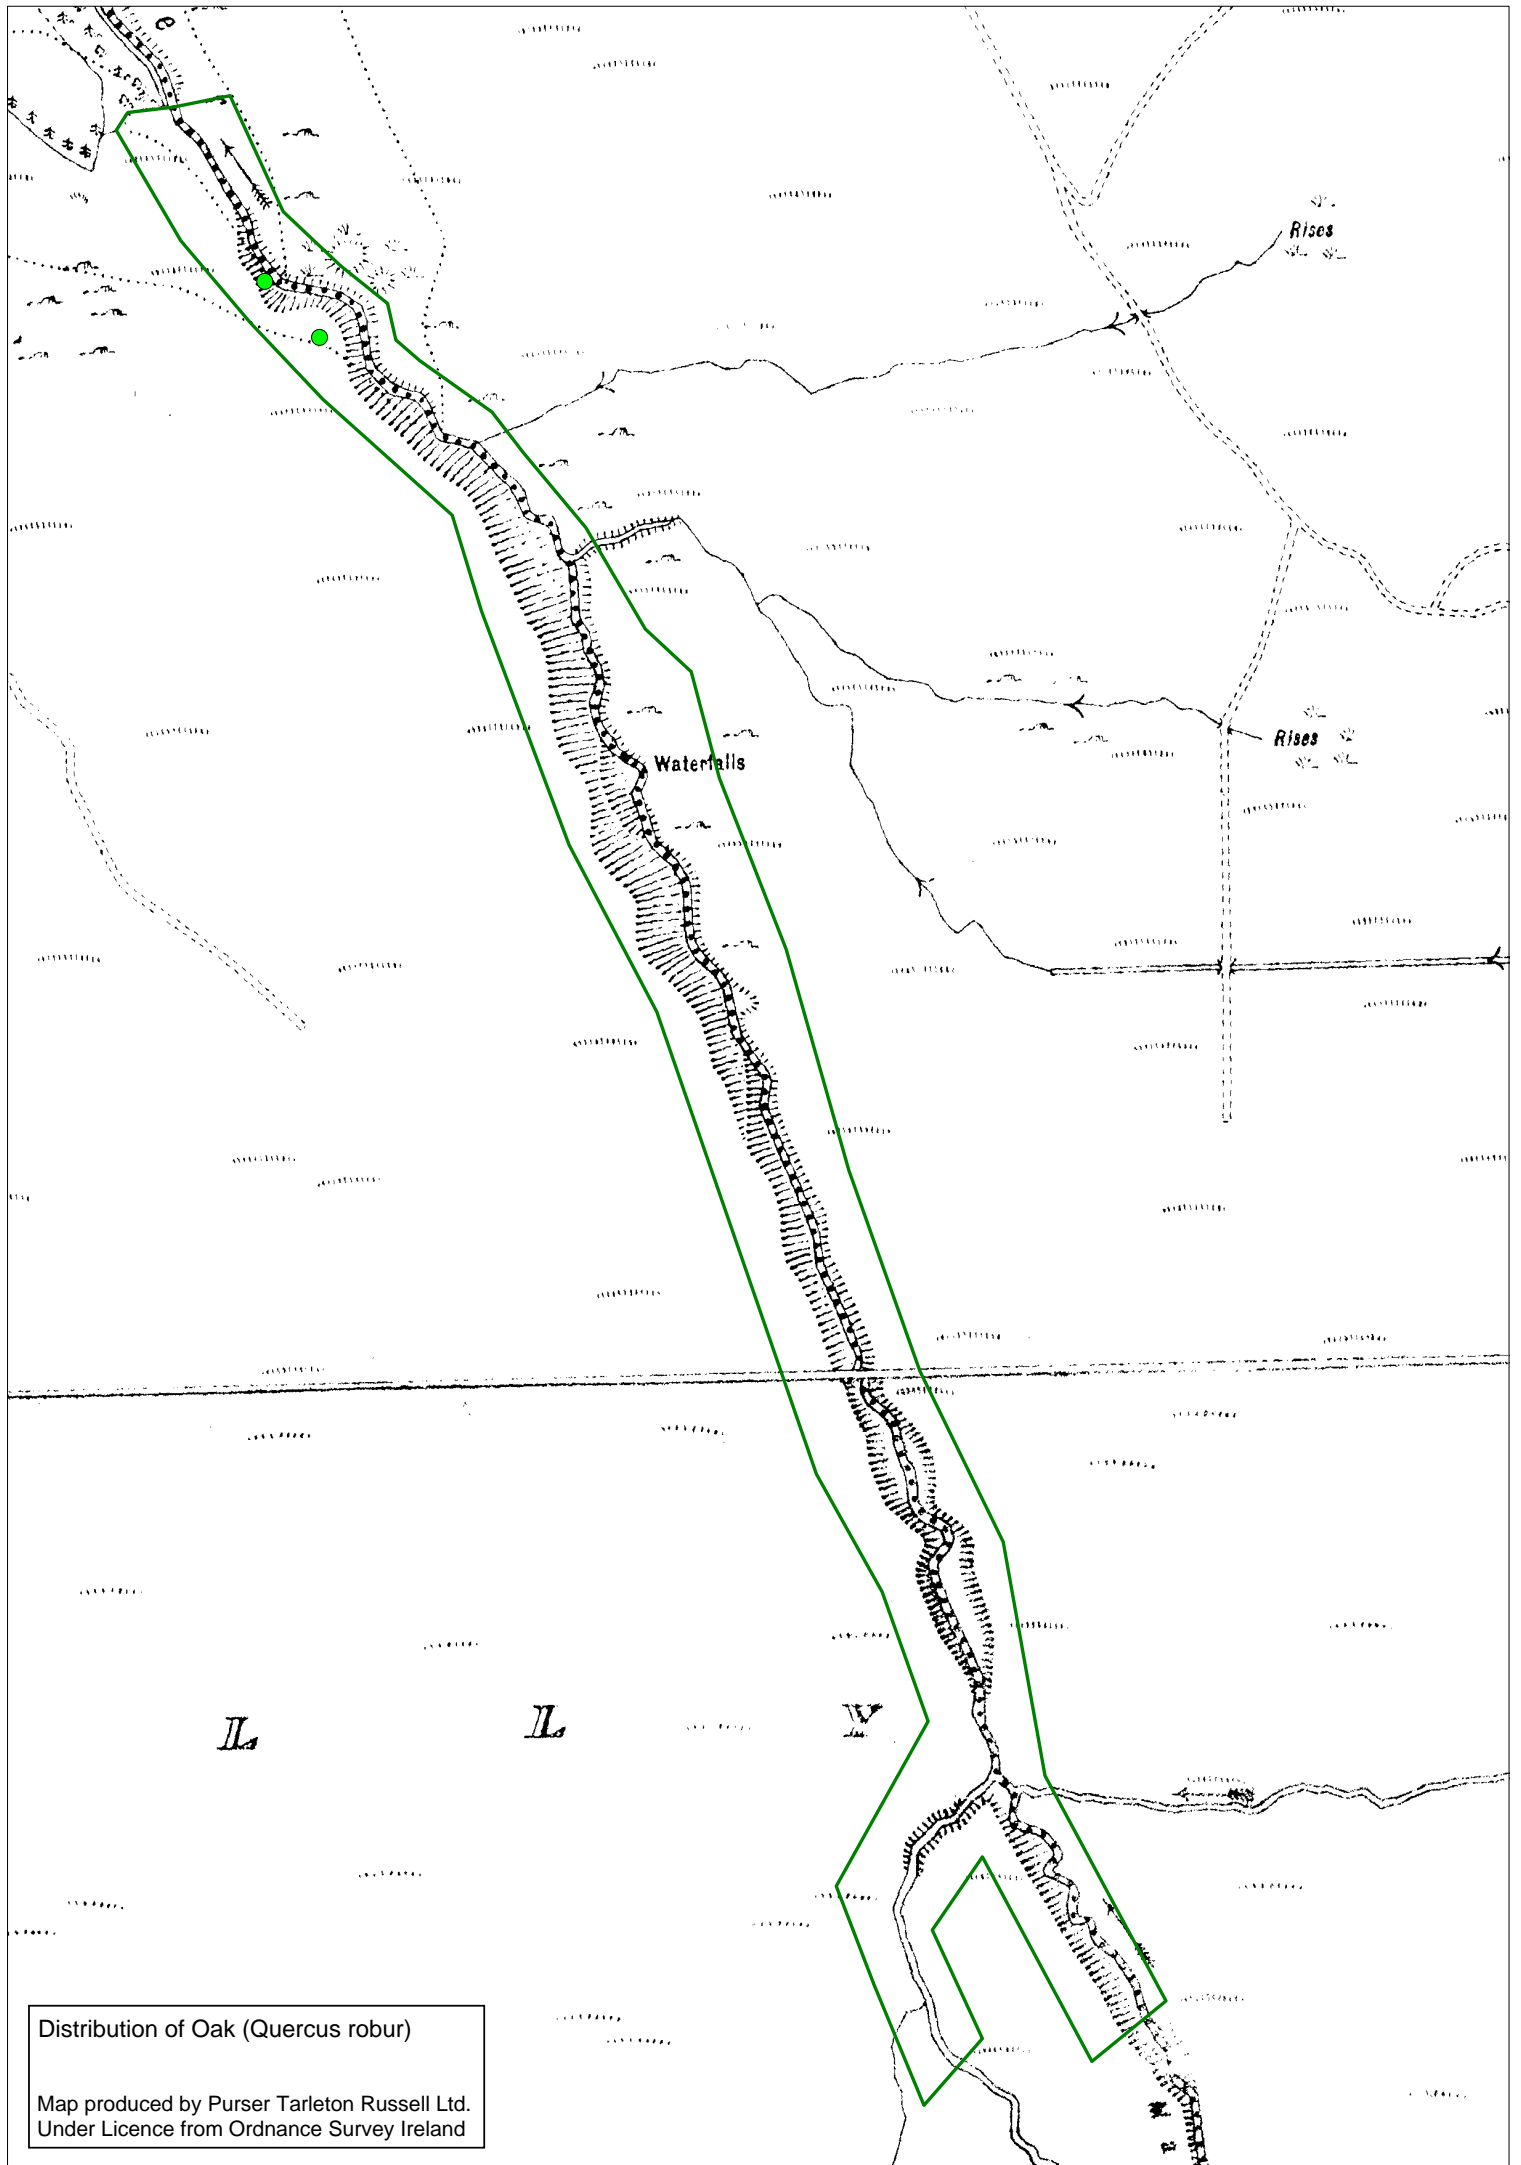 e
Rises
Rises
Waterfalls
L L Y
Distribution of Oak (Quercus robur)
Map produced by Purser Tarleton Russell Ltd.
Under Licence from Ordnance Survey Ireland